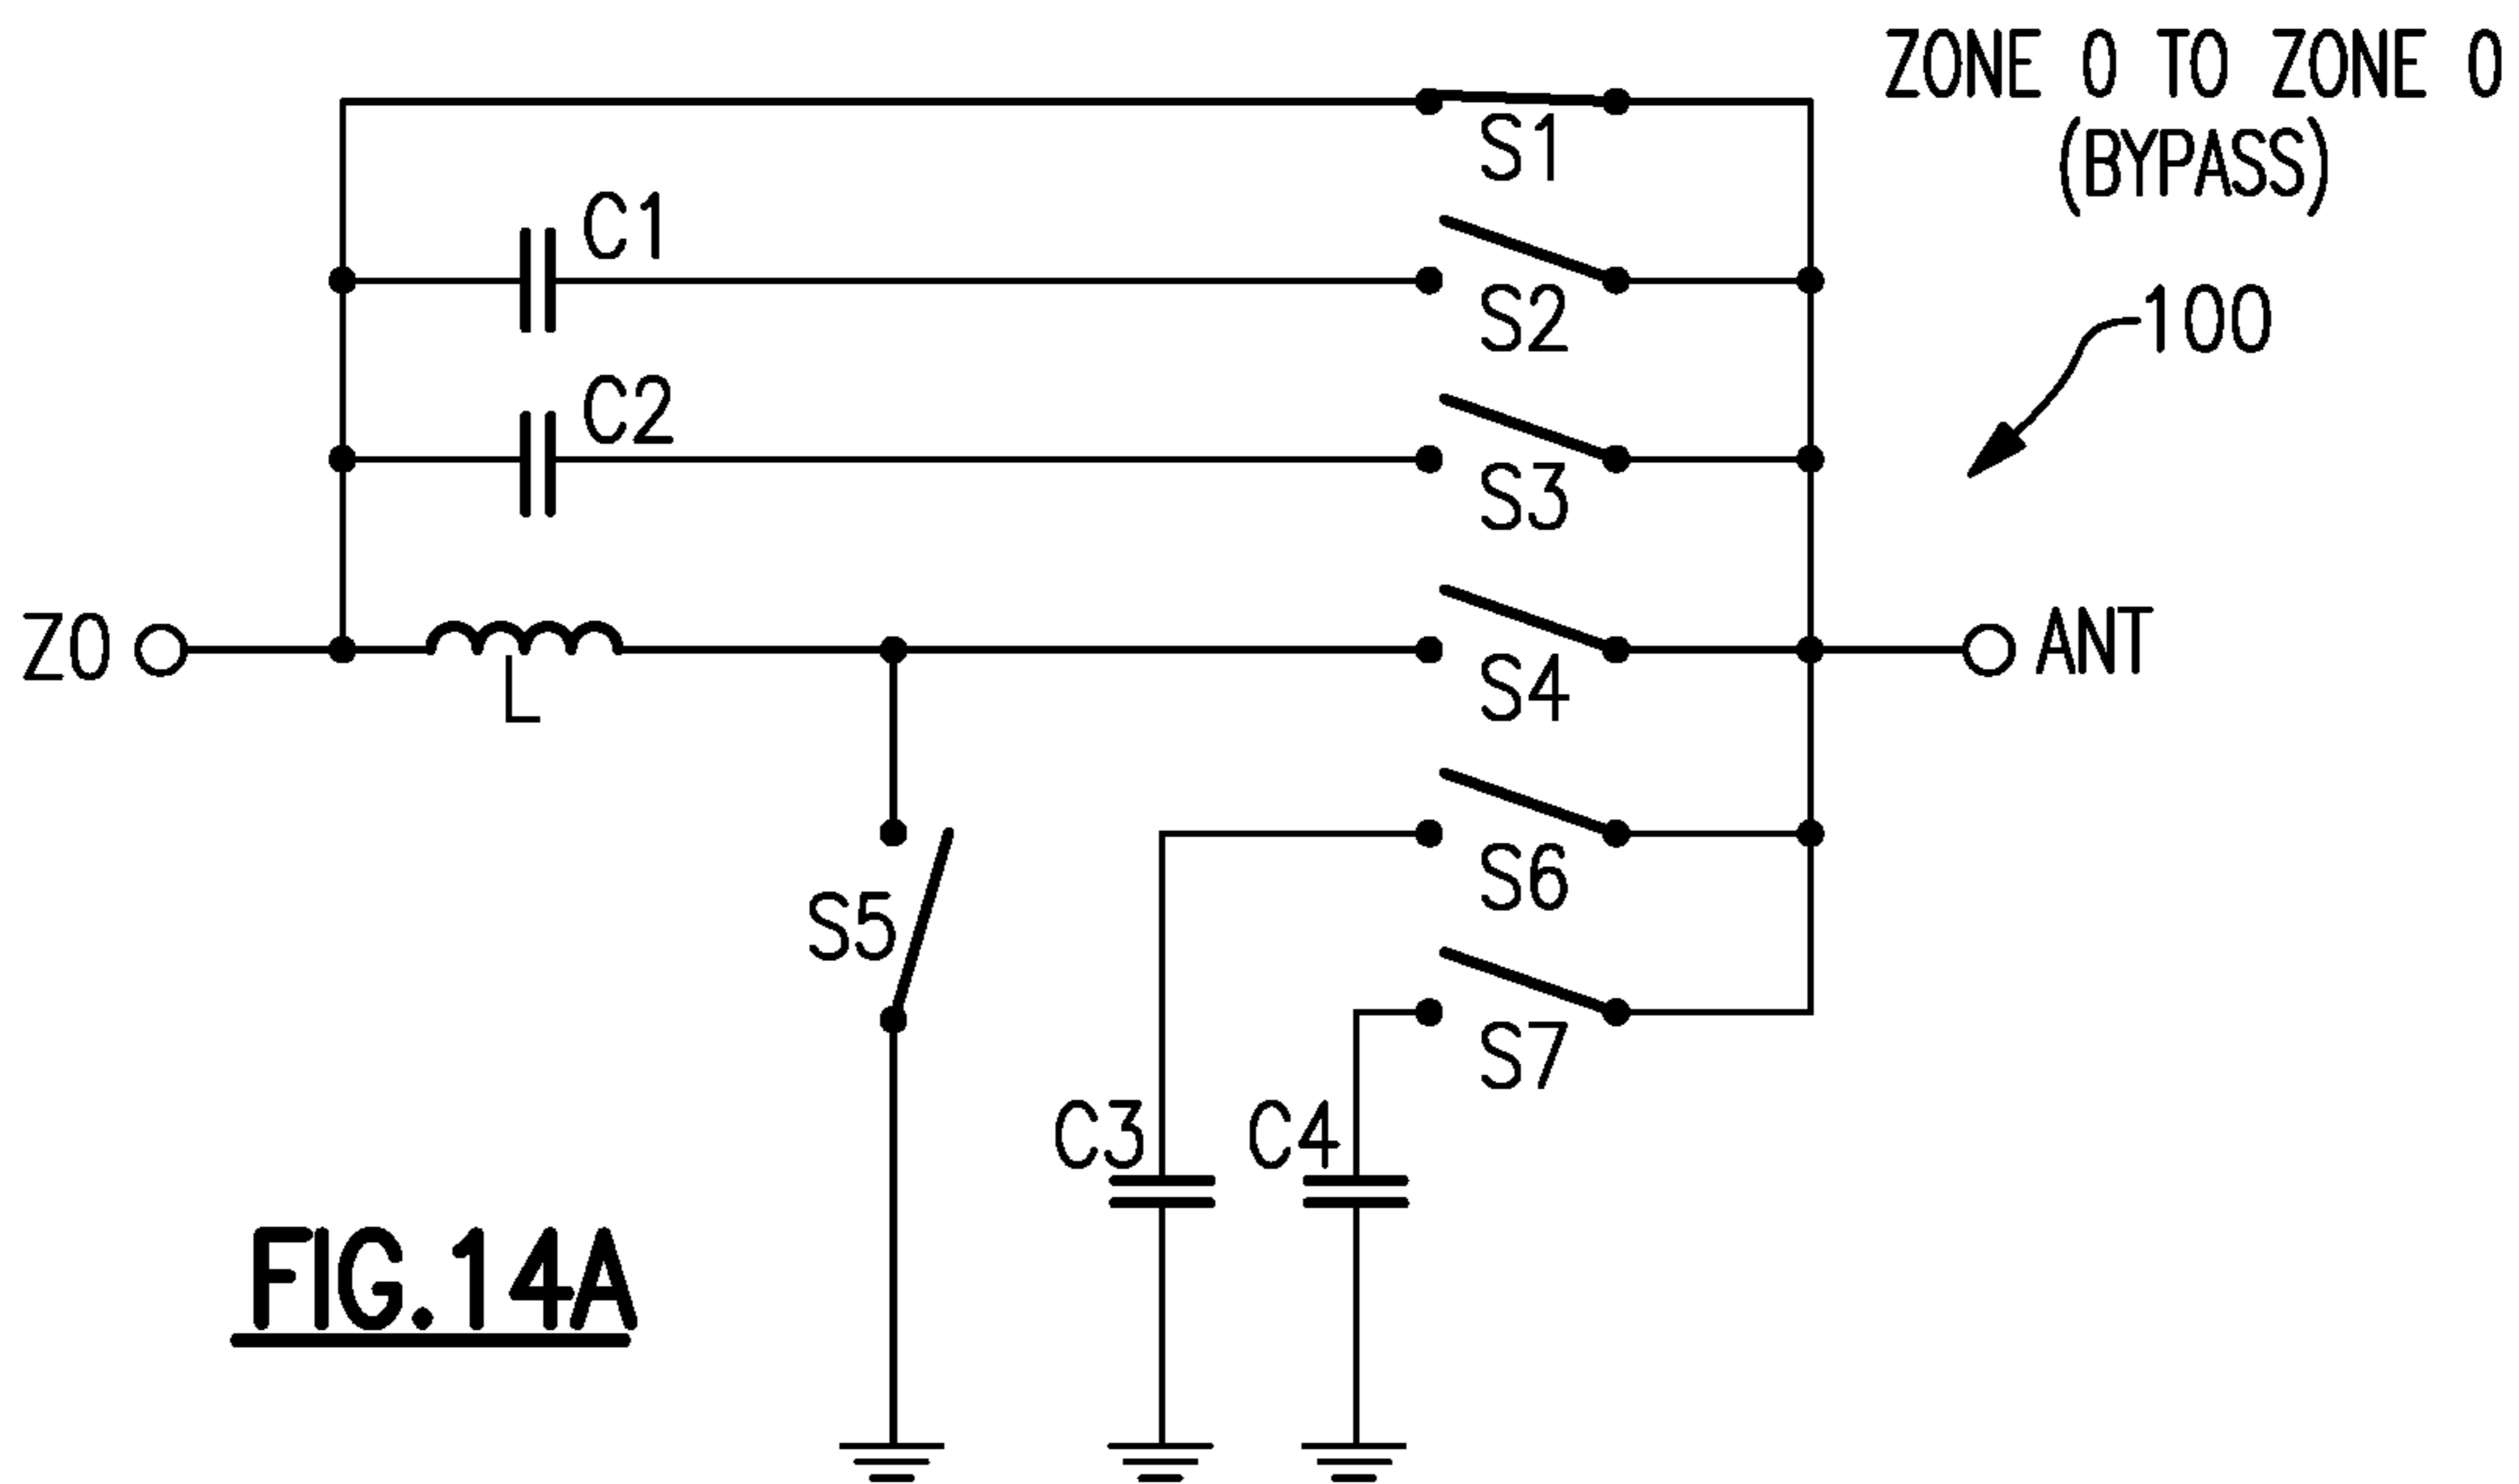 ZONE 0 TO ZONE 0
(BYPASS)
S1
C1
S2
100
C2
S3
Z0
L
S4
ANT
S5
S6
S7
C3
C4
FIG.14A